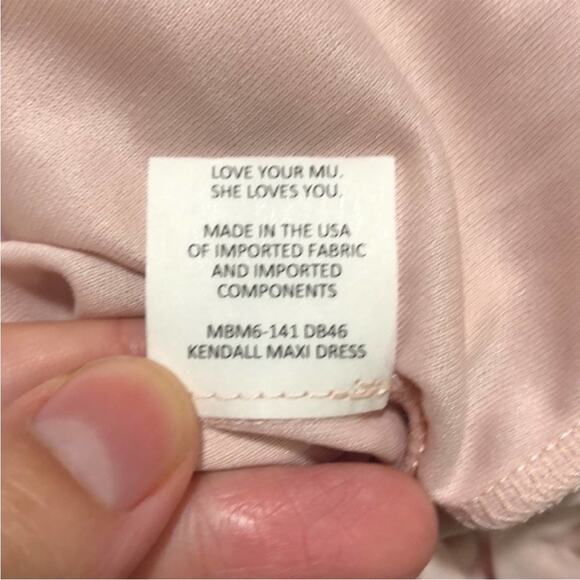 LOVE YOUR MU.
SHE LOVES YOU.
MADE IN THE USA
OF IMPORTED FABRIC
AND IMPORTED
COMPONENTS
MBM6-141 DB46
KENDALL MAXI DRESS